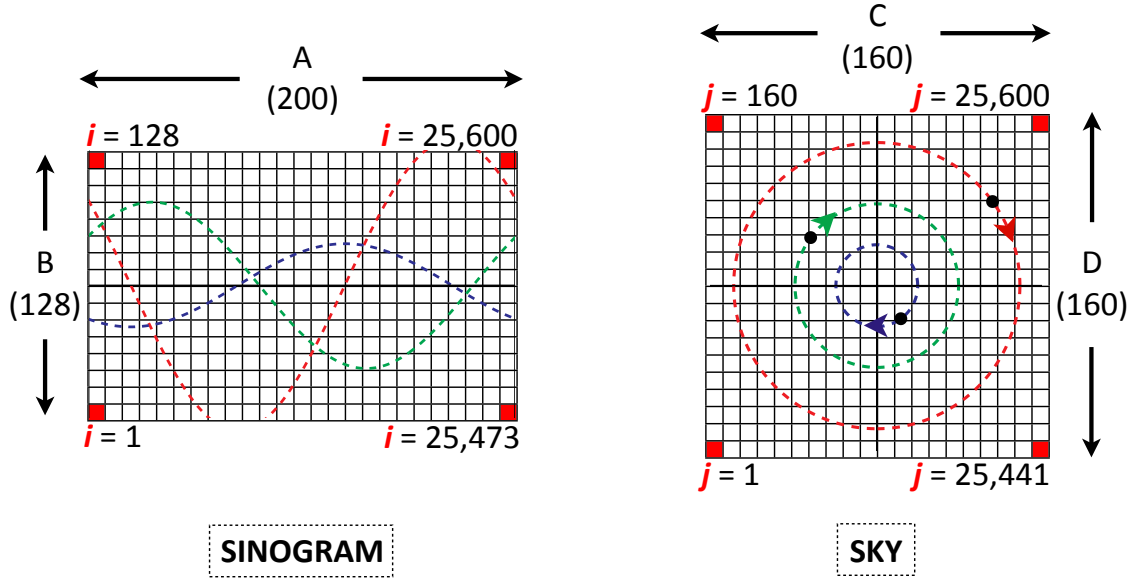 A
(200)
i = 128
i = 25,600
B
(128)
i = 1
i = 25,473
SINOGRAM
C
(160)
j = 160
j = 25,600
D
(160)
j = 1
j = 25,441
SKY